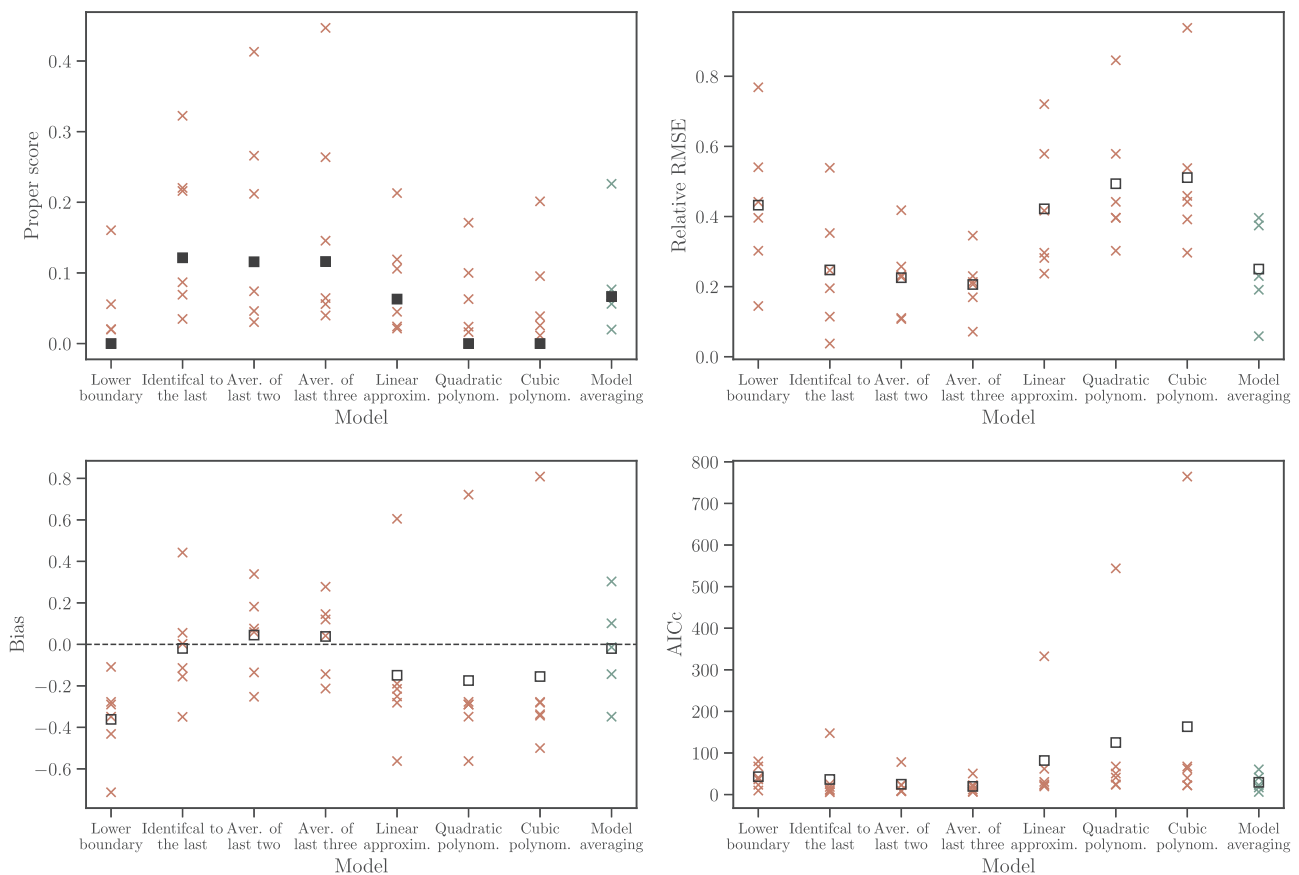 Proper score
0.4
0.3
0.2
0.1
0.0
Lower boundary
Identifcal to the last
Aver. of last two
Aver. of last three
Linear approxim.
Quadratic polynom.
Cubic polynom.
Model averaging
Model
Relative RMSE
0.8
0.6
0.4
0.2
0.0
Lower boundary
Identifcal to the last
Aver. of last two
Aver. of last three
Linear approxim.
Quadratic polynom.
Cubic polynom.
Model averaging
Model
Bias
0.8
0.6
0.4
0.2
0.0
−0.2
−0.4
−0.6
Lower boundary
Identifcal to the last
Aver. of last two
Aver. of last three
Linear approxim.
Quadratic polynom.
Cubic polynom.
Model averaging
Model
AICc
800
700
600
500
400
300
200
100
0
Lower boundary
Identifcal to the last
Aver. of last two
Aver. of last three
Linear approxim.
Quadratic polynom.
Cubic polynom.
Model averaging
Model